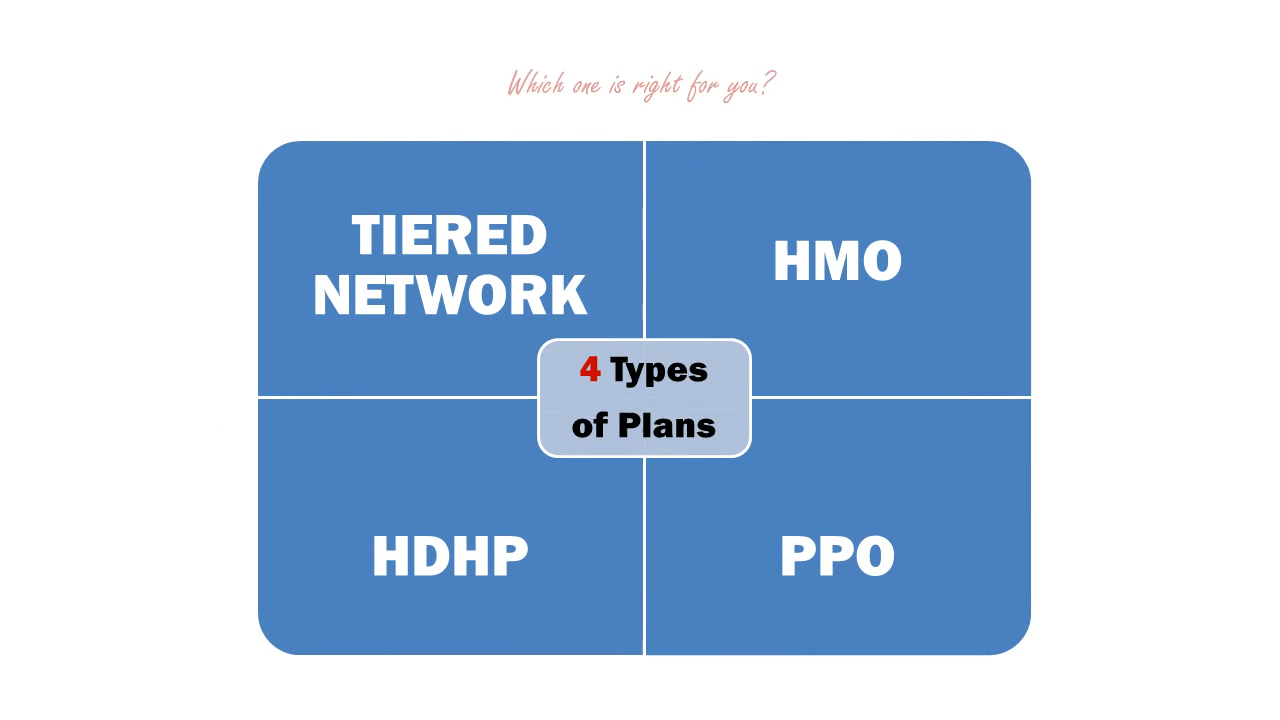 Which one is right for you?
TIERED
NETWORK
HMO
4 Types
of Plans
HDHP
PPO